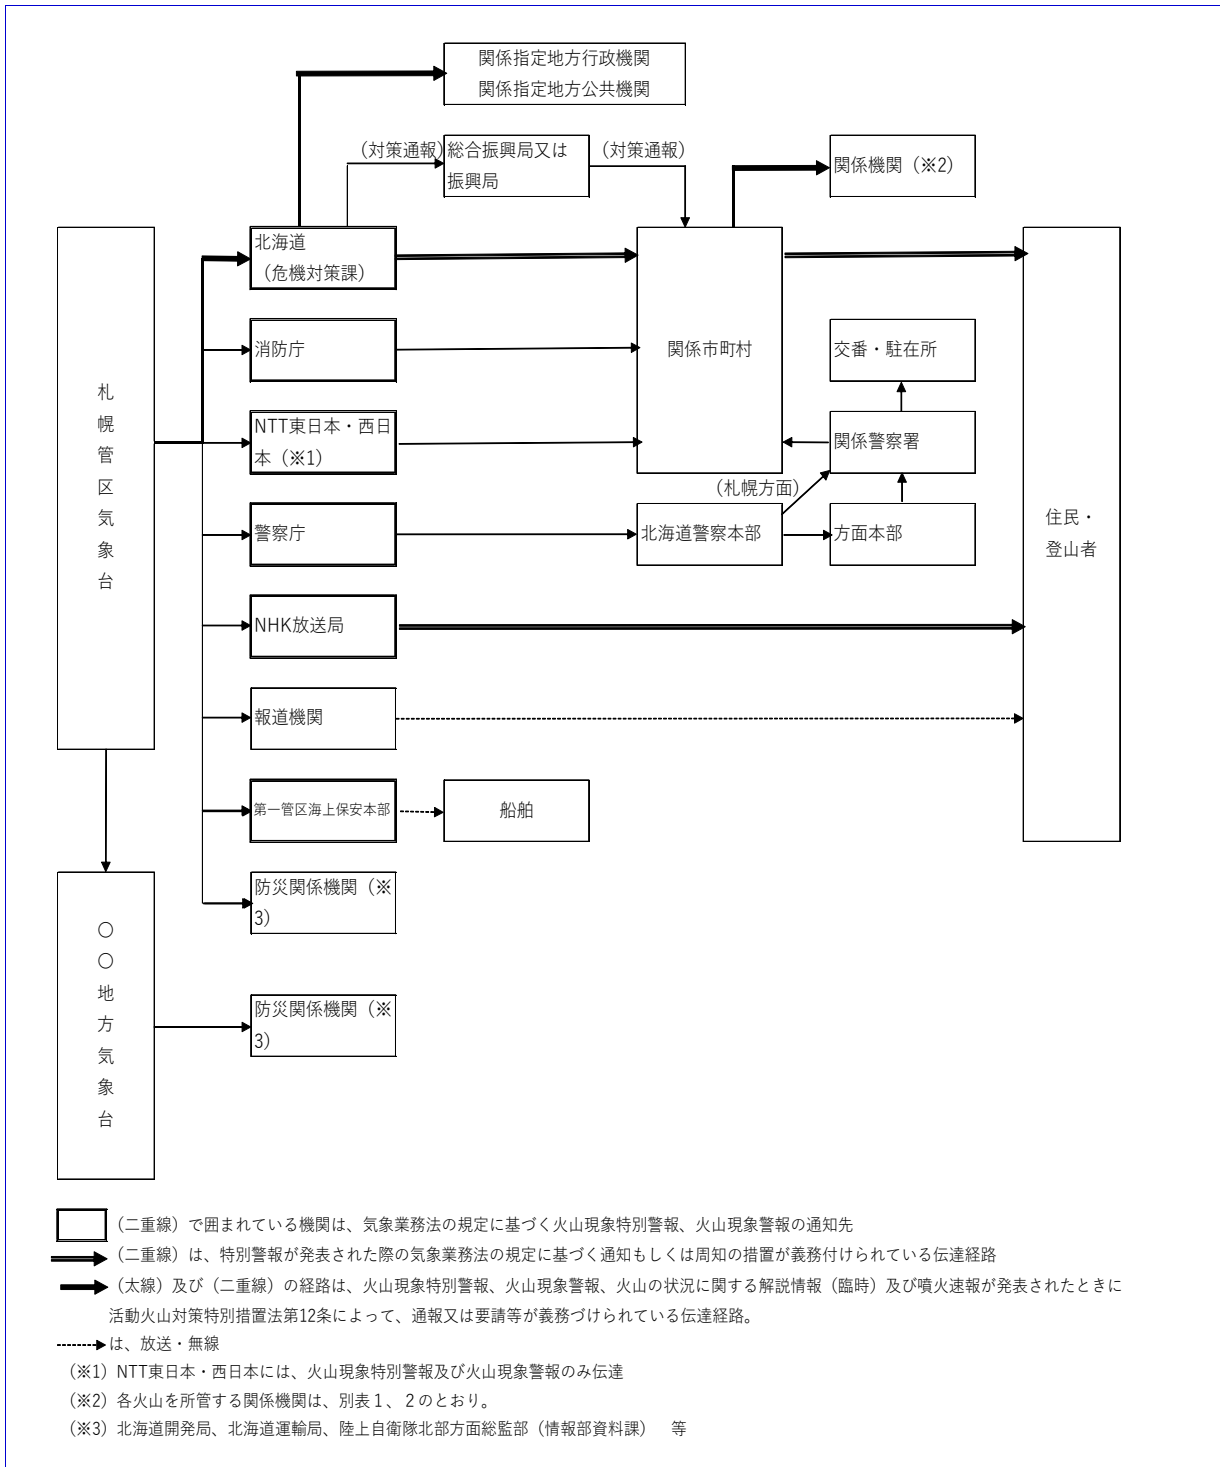 関係指定地方行政機関
関係指定地方公共機関
(対策通報)
総合振興局又は
振興局
(対策通報)
関係機関（※2）
北海道
（危機対策課）
消防庁
関係市町村
交番・駐在所
札幌管区気象台
NTT東日本・西日
本（※1）
関係警察署
(札幌方面)
警察庁
北海道警察本部
方面本部
住民・
登山者
NHK放送局
報道機関
第一管区海上保安本部
船舶
防災関係機関（※
3）
〇〇地方気象台
防災関係機関（※
3）
（二重線）で囲まれている機関は、気象業務法の規定に基づく火山現象特別警報、火山現象警報の通知先
（二重線）は、特別警報が発表された際の気象業務法の規定に基づく通知もしくは周知の措置が義務付けられている伝達経路
（太線）及び（二重線）の経路は、火山現象特別警報、火山現象警報、火山の状況に関する解説情報（臨時）及び噴火速報が発表されたときに
活動火山対策特別措置法第12条によって、通報又は要請等が義務づけられている伝達経路。
は、放送・無線
（※1）NTT東日本・西日本には、火山現象特別警報及び火山現象警報のみ伝達
（※2）各火山を所管する関係機関は、別表１、２のとおり。
（※3）北海道開発局、北海道運輸局、陸上自衛隊北部方面総監部（情報部資料課）　等